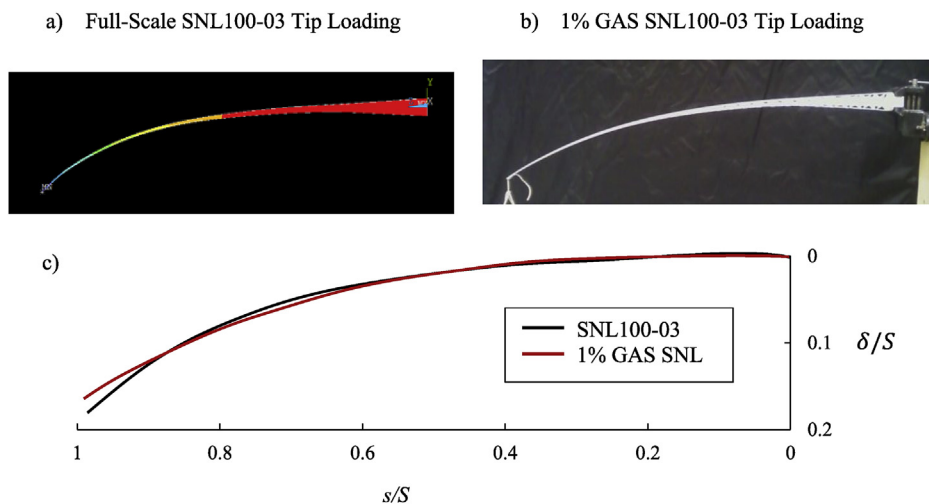 a) Full-Scale SNL100-03 Tip Loading
b) 1% GAS SNL100-03 Tip Loading
Y
X
c)
0
SNL100-03
1% GAS SNL
0.1
δ/S
0.2
1 0.8 0.6 0.4 0.2 0
s/S